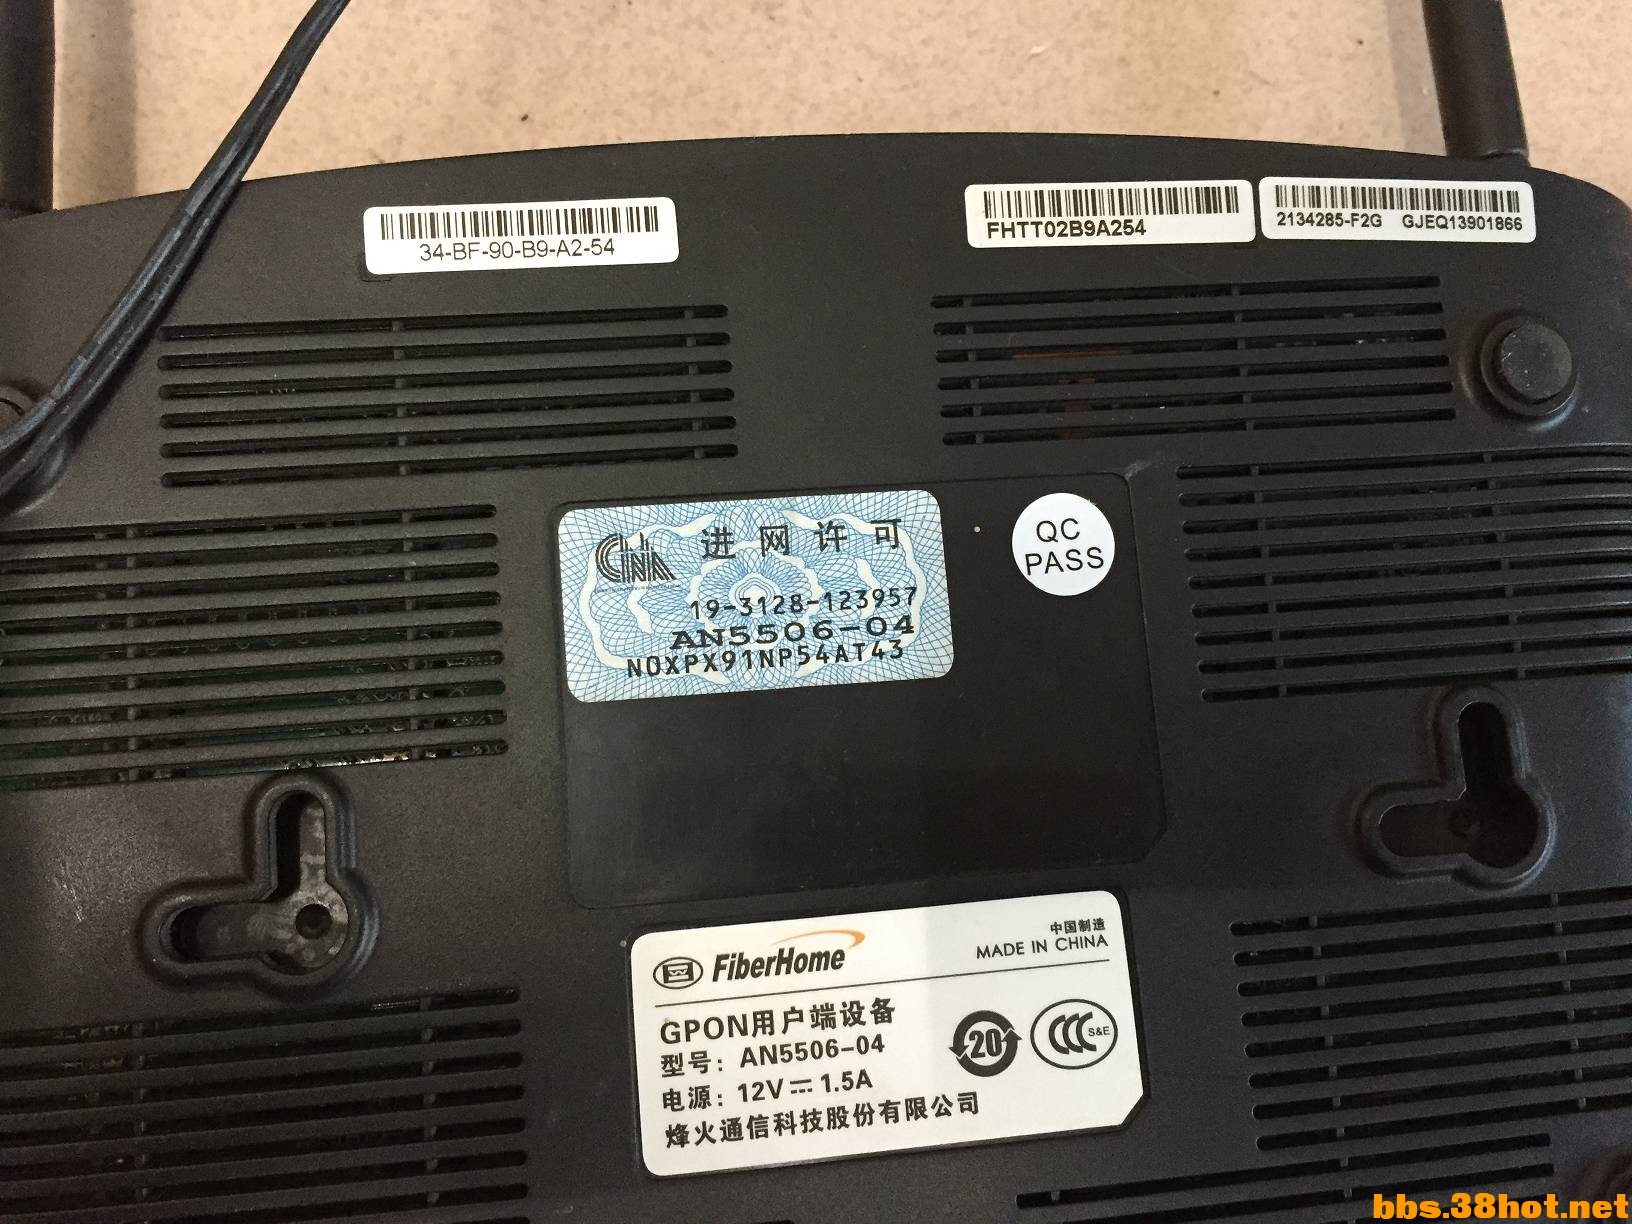 34-BF-90-B9-A2-54
FHTT02B9A254
2134285-F2G GJEQ13901866
CNA 进网许可
19-3128-123957
AN5506-04
N0XPX91NP54AT43
QC
PASS
FiberHome
中国制造
MADE IN CHINA
GPON用户端设备
型号：AN5506-04
电源：12V⎓1.5A
烽火通信科技股份有限公司
20
CCC S&E
bbs.38hot.net